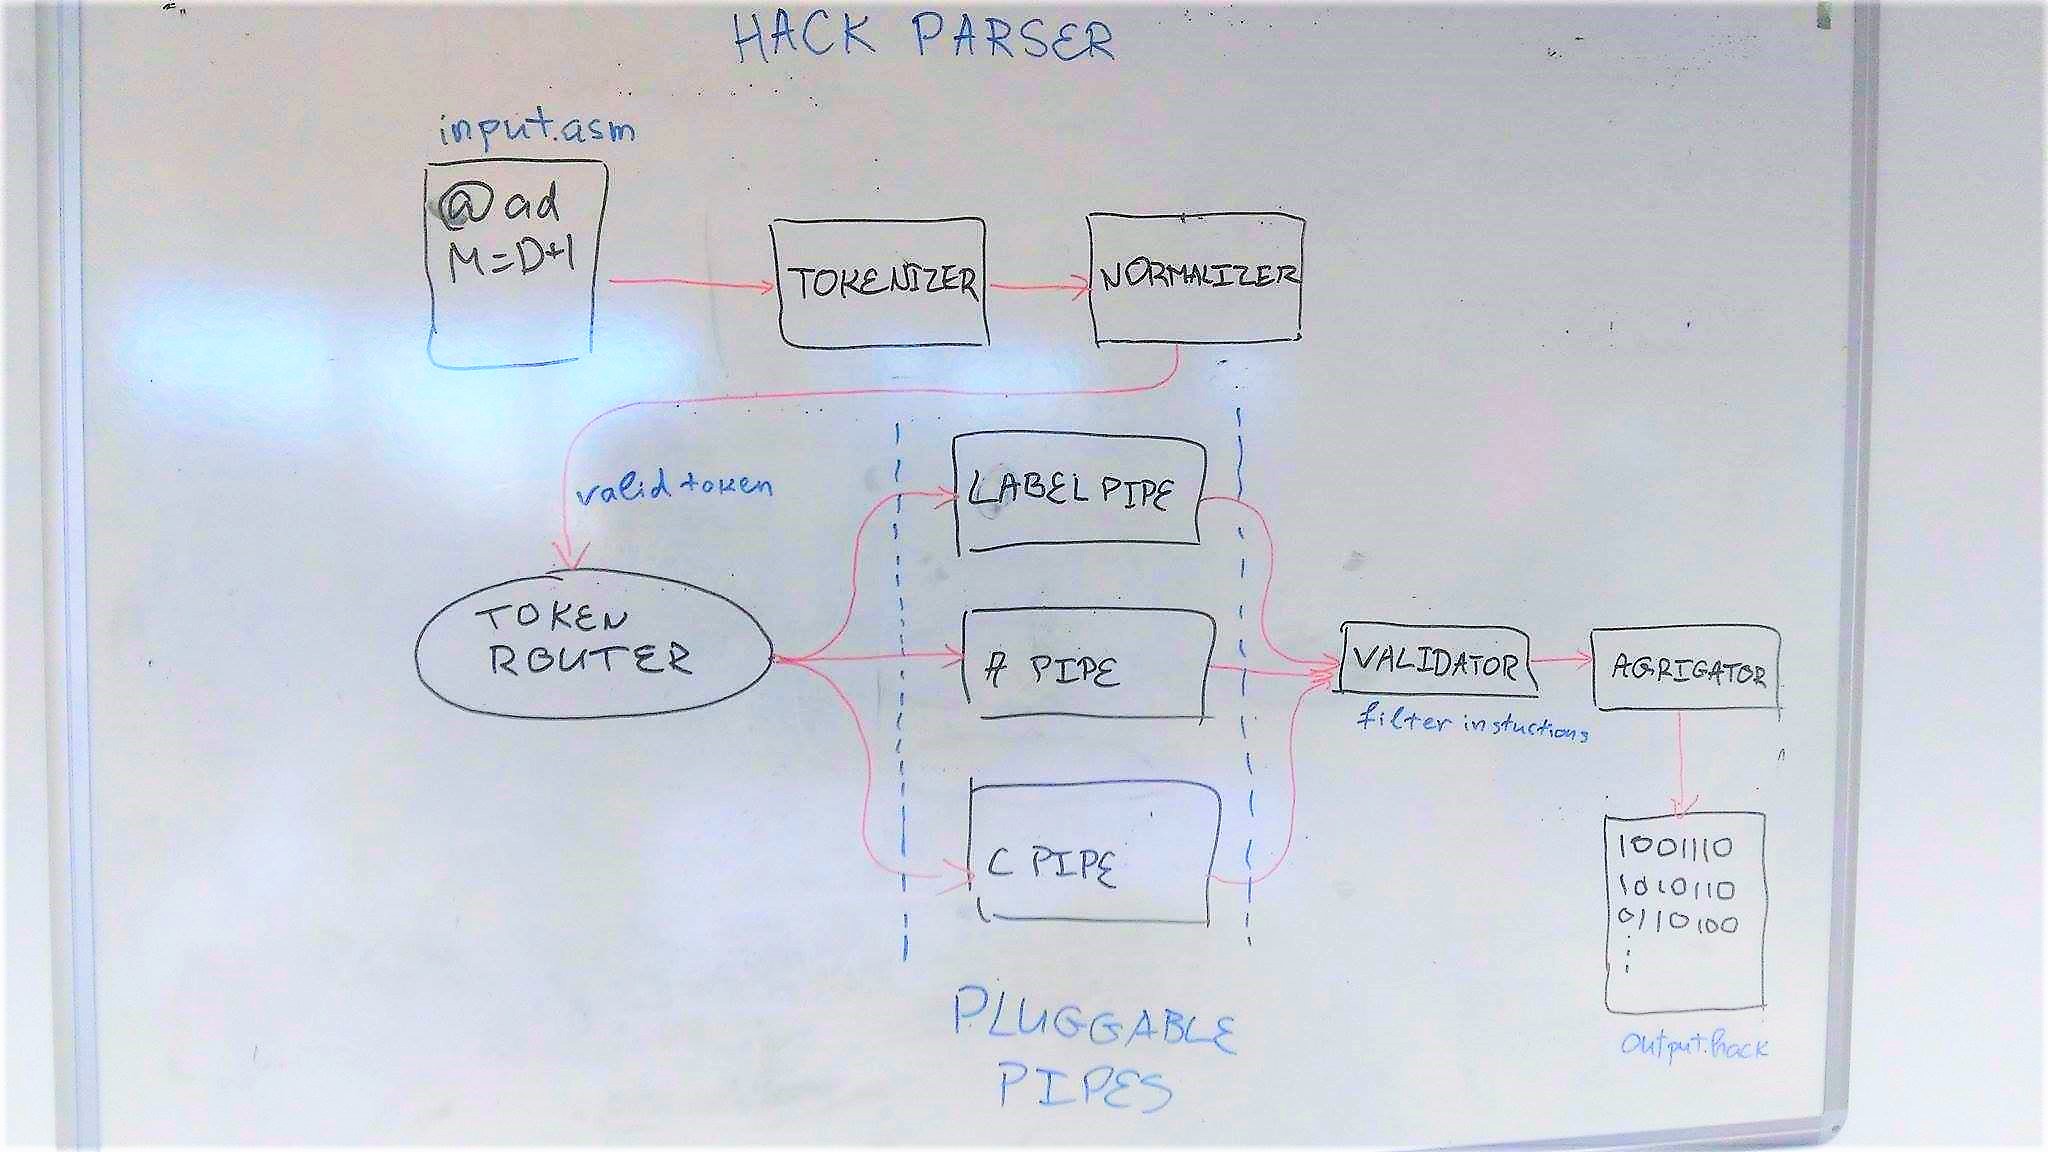 HACK PARSER
input.asm
@ad
M=D+1
TOKENIZER
NORMALIZER
valid token
TOKEN
ROUTER
LABEL PIPE
A PIPE
C PIPE
VALIDATOR
filter instuctions
AGRIGATOR
1001110
1010110
0110100
output.hack
PLUGGABLE
PIPES